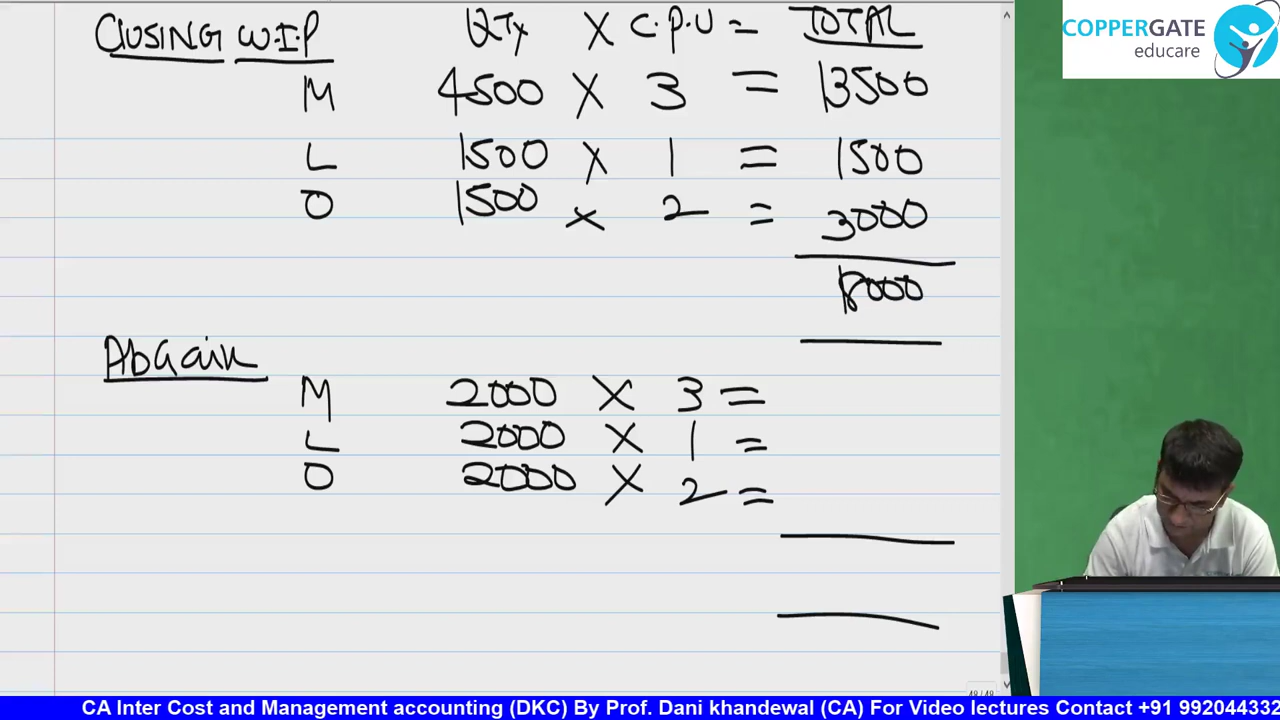 CLOSING W.I.P QTY X C.P.U = TOTAL
M 4500 X 3 = 13500
L 1500 X 1 = 1500
O 1500 X 2 = 3000
18000
AbGain
M 2000 X 3 =
L 2000 X 1 =
O 2000 X 2 =
COPPERGATE
educare
48/48
CA Inter Cost and Management accounting (DKC) By Prof. Dani khandewal (CA) For Video lectures Contact +91 992044332